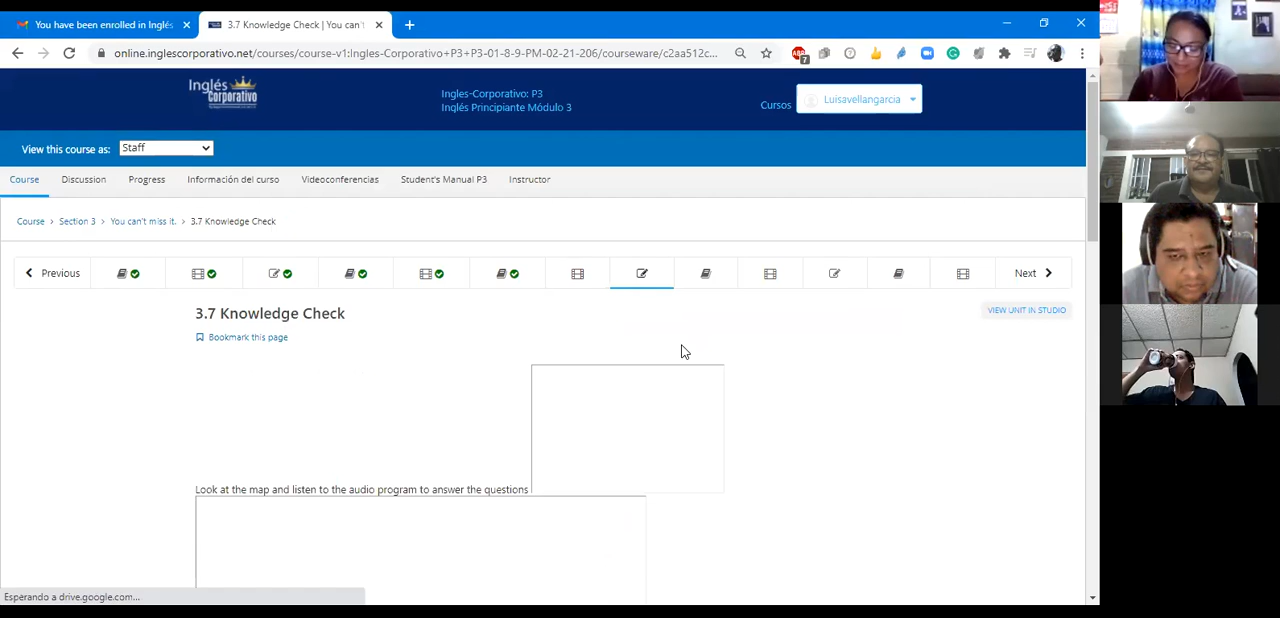 You have been enrolled in Inglés
3.7 Knowledge Check | You can't
online.inglescorporativo.net/courses/course-v1:Ingles-Corporativo+P3+P3-01-8-9-PM-02-21-206/courseware/c2aa512c...
7
Inglés
Corporativo
Ingles-Corporativo: P3
Inglés Principiante Módulo 3
Cursos
Luisavellangarcia
View this course as:
Staff
Course
Discussion
Progress
Información del curso
Videoconferencias
Student's Manual P3
Instructor
Course > Section 3 > You can't miss it. > 3.7 Knowledge Check
Previous
Next
3.7 Knowledge Check
VIEW UNIT IN STUDIO
Bookmark this page
Look at the map and listen to the audio program to answer the questions
Esperando a drive.google.com...